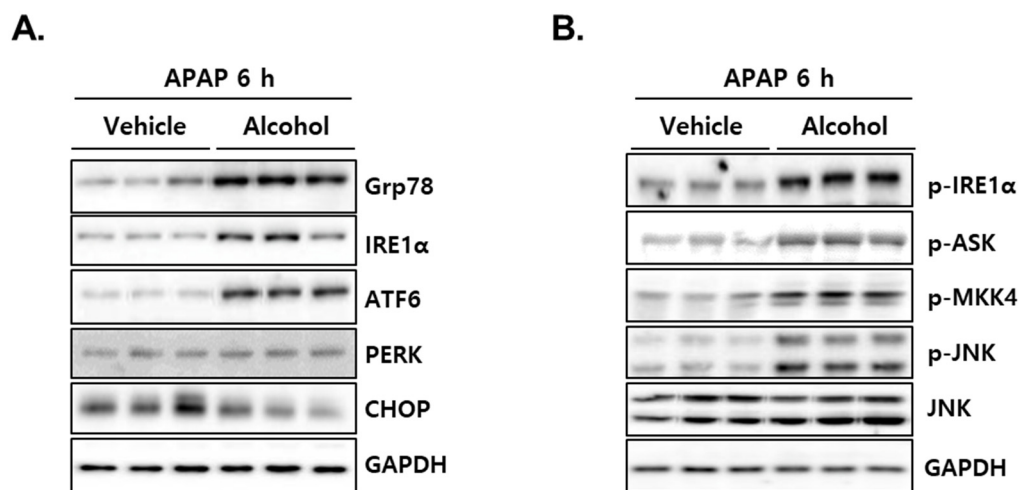 A.
APAP 6 h
Vehicle Alcohol
Grp78
IRE1α
ATF6
PERK
CHOP
GAPDH
B.
APAP 6 h
Vehicle Alcohol
p-IRE1α
p-ASK
p-MKK4
p-JNK
JNK
GAPDH